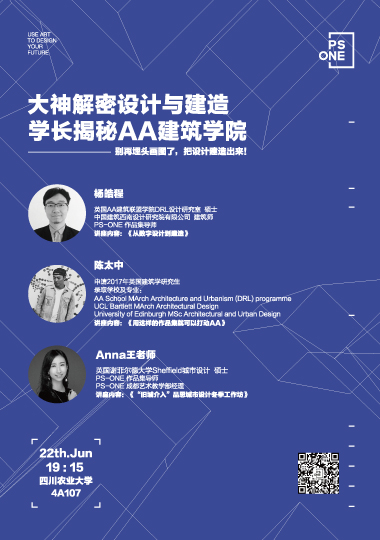 USE ART
TO DESIGN
YOUR
FUTURE
PS
ONE
大神解密设计与建造
学长揭秘AA建筑学院
别再埋头画图了，把设计建造出来！
杨皓程
英国AA建筑联盟学院DRL设计研究室 硕士
中国建筑西南设计研究院有限公司 建筑师
PS-ONE 作品集导师
讲座内容：《从数字设计到建造》
陈太中
申请2017年英国建筑学研究生
录取学校及专业：
AA School MArch Architecture and Urbanism (DRL) programme
UCL Bartlett MArch Architectural Design
University of Edinburgh MSc Architectural and Urban Design
讲座内容：《用这样的作品集就可以打动AA》
Anna王老师
英国谢菲尔德大学Sheffield城市设计 硕士
PS-ONE 作品集导师
PS-ONE 成都艺术教学部经理
讲座内容：《“旧城介入”品思城市设计冬季工作坊》
22th.Jun
19 : 15
四川农业大学
4A107